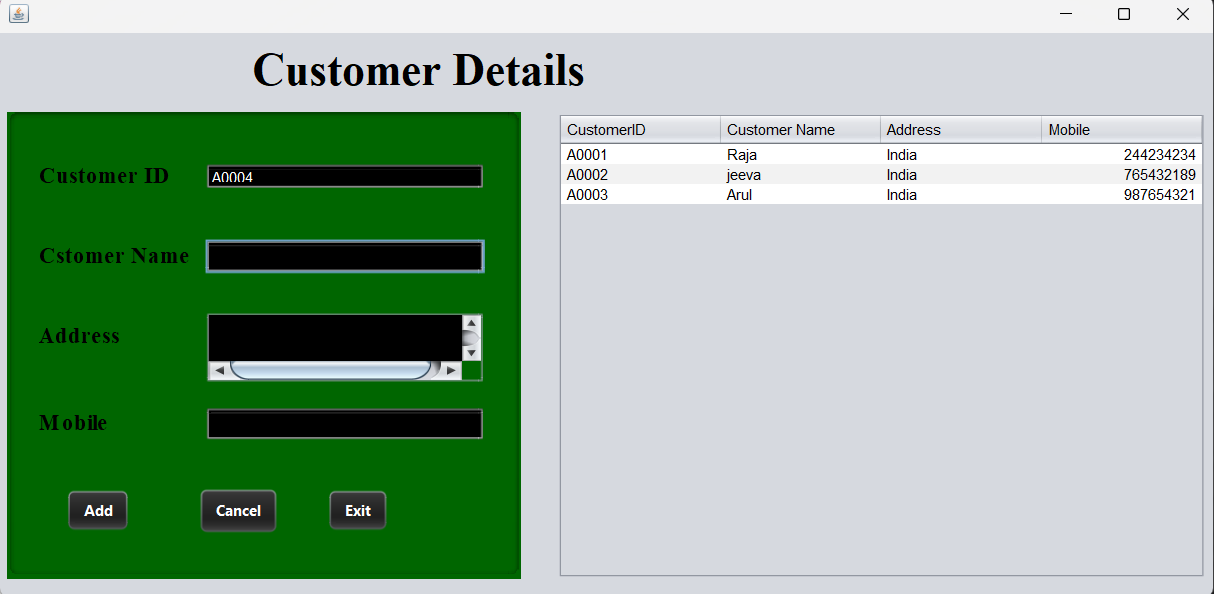 Customer Details
Customer ID A0004
Cstomer Name
Address
Mobile
Add Cancel Exit
CustomerID Customer Name Address Mobile
A0001 Raja India 244234234
A0002 jeeva India 765432189
A0003 Arul India 987654321